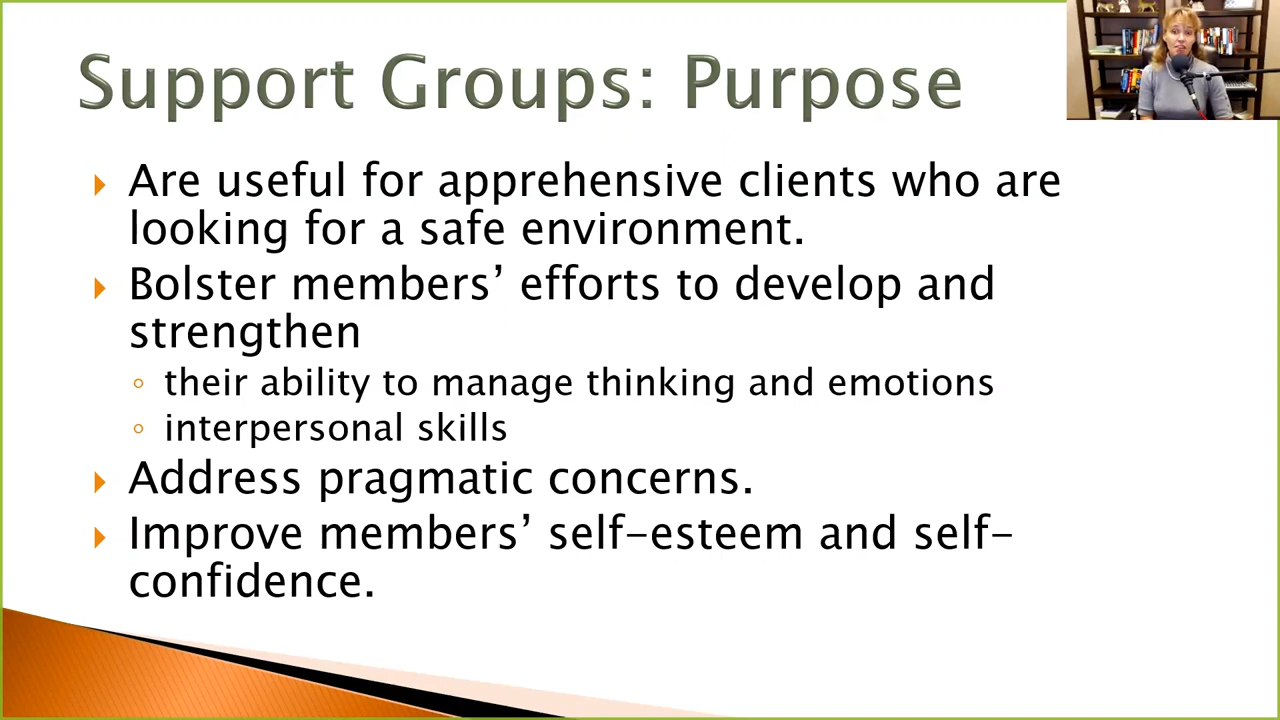 Support Groups: Purpose
Are useful for apprehensive clients who are
looking for a safe environment.
Bolster members’ efforts to develop and
strengthen
their ability to manage thinking and emotions
interpersonal skills
Address pragmatic concerns.
Improve members’ self-esteem and self-
confidence.